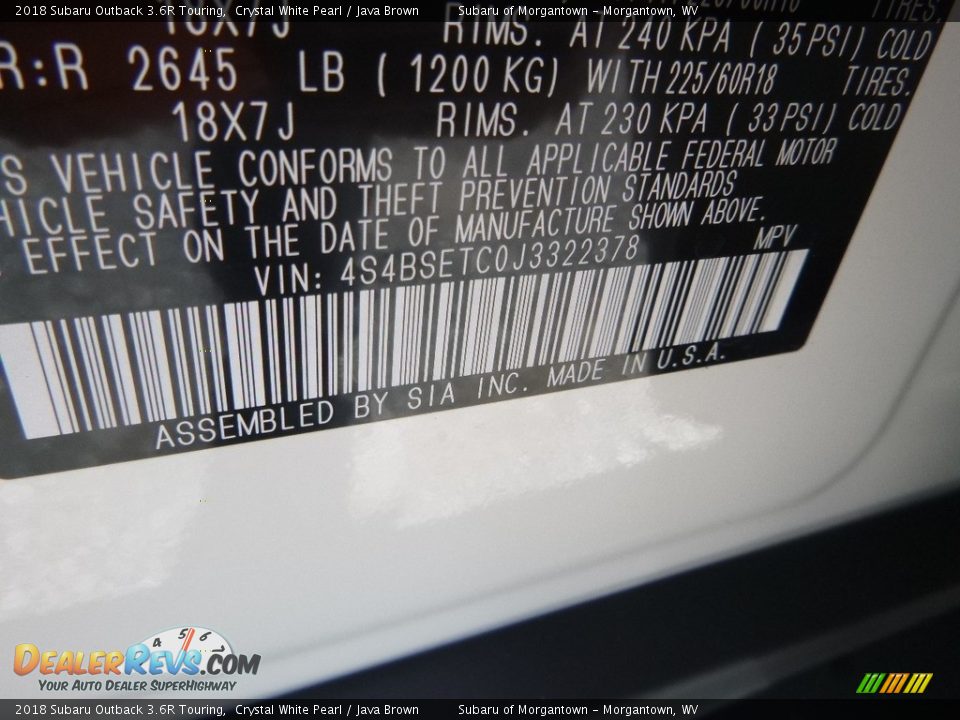 2018 Subaru Outback 3.6R Touring, Crystal White Pearl / Java Brown Subaru of Morgantown - Morgantown, WV
18X7J RIMS. AT 240 KPA ( 35 PSI) COLD
R:R 2645 LB ( 1200 KG) WITH 225/60R18 TIRES.
18X7J RIMS. AT 230 KPA ( 33 PSI) COLD
S VEHICLE CONFORMS TO ALL APPLICABLE FEDERAL MOTOR
HICLE SAFETY AND THEFT PREVENTION STANDARDS
EFFECT ON THE DATE OF MANUFACTURE SHOWN ABOVE.
VIN: 4S4BSETC0J3322378 MPV
ASSEMBLED BY SIA INC. MADE IN U.S.A.
4 5 6
DEALERREVS.COM
YOUR AUTO DEALER SUPERHIGHWAY
2018 Subaru Outback 3.6R Touring, Crystal White Pearl / Java Brown Subaru of Morgantown - Morgantown, WV